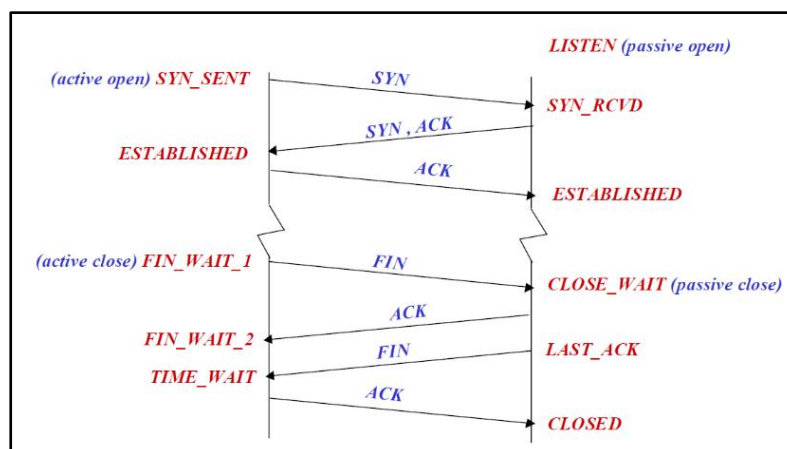 LISTEN (passive open)
(active open) SYN_SENT
SYN
SYN_RCVD
SYN , ACK
ESTABLISHED
ACK
ESTABLISHED
(active close) FIN_WAIT_1
FIN
CLOSE_WAIT (passive close)
ACK
FIN_WAIT_2
FIN
LAST_ACK
TIME_WAIT
ACK
CLOSED